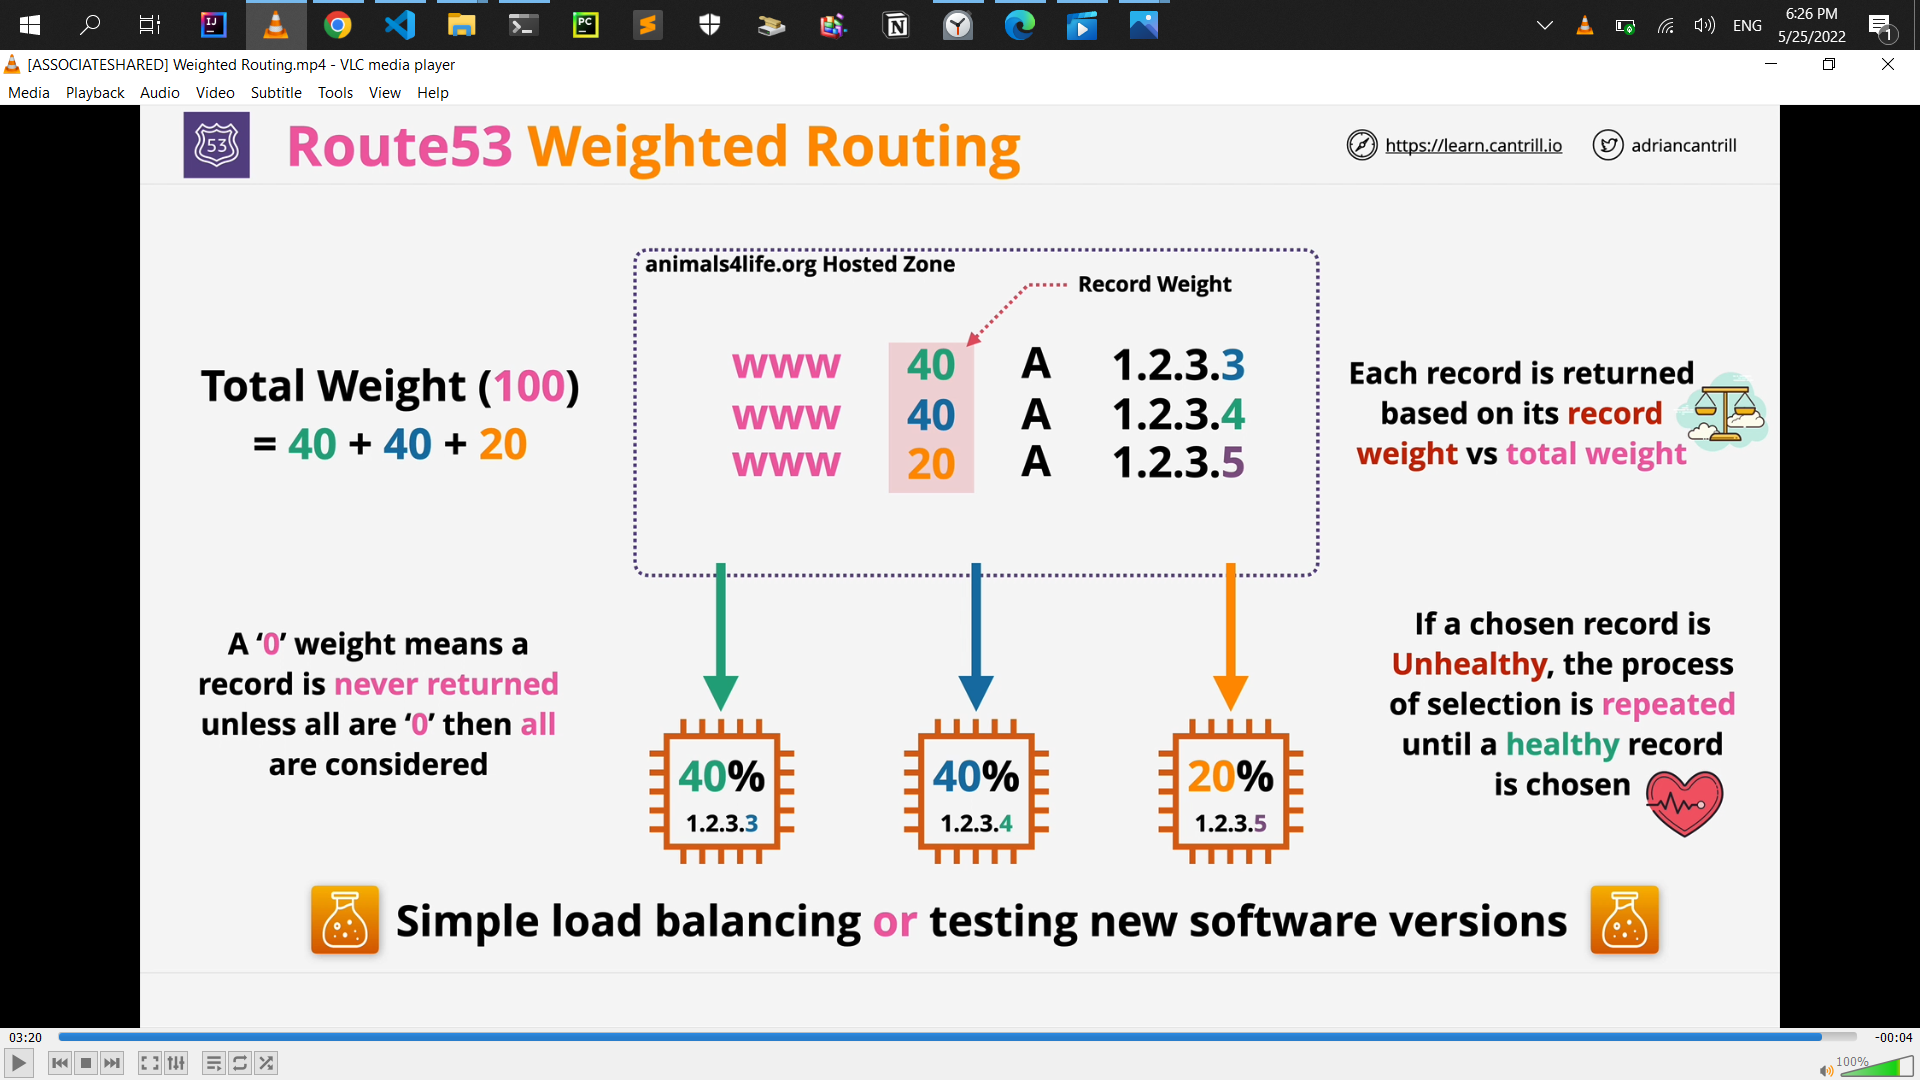 IJ
PC
N
ENG
6:26 PM
5/25/2022
1
[ASSOCIATESHARED] Weighted Routing.mp4 - VLC media player
Media Playback Audio Video Subtitle Tools View Help
53
Route53 Weighted Routing
https://learn.cantrill.io
adriancantrill
animals4life.org Hosted Zone
Record Weight
www 40 A 1.2.3.3
www 40 A 1.2.3.4
www 20 A 1.2.3.5
Total Weight (100)
= 40 + 40 + 20
Each record is returned
based on its record
weight vs total weight
A ‘0’ weight means a
record is never returned
unless all are ‘0’ then all
are considered
If a chosen record is
Unhealthy, the process
of selection is repeated
until a healthy record
is chosen
40%
1.2.3.3
40%
1.2.3.4
20%
1.2.3.5
Simple load balancing or testing new software versions
03:20
-00:04
100%